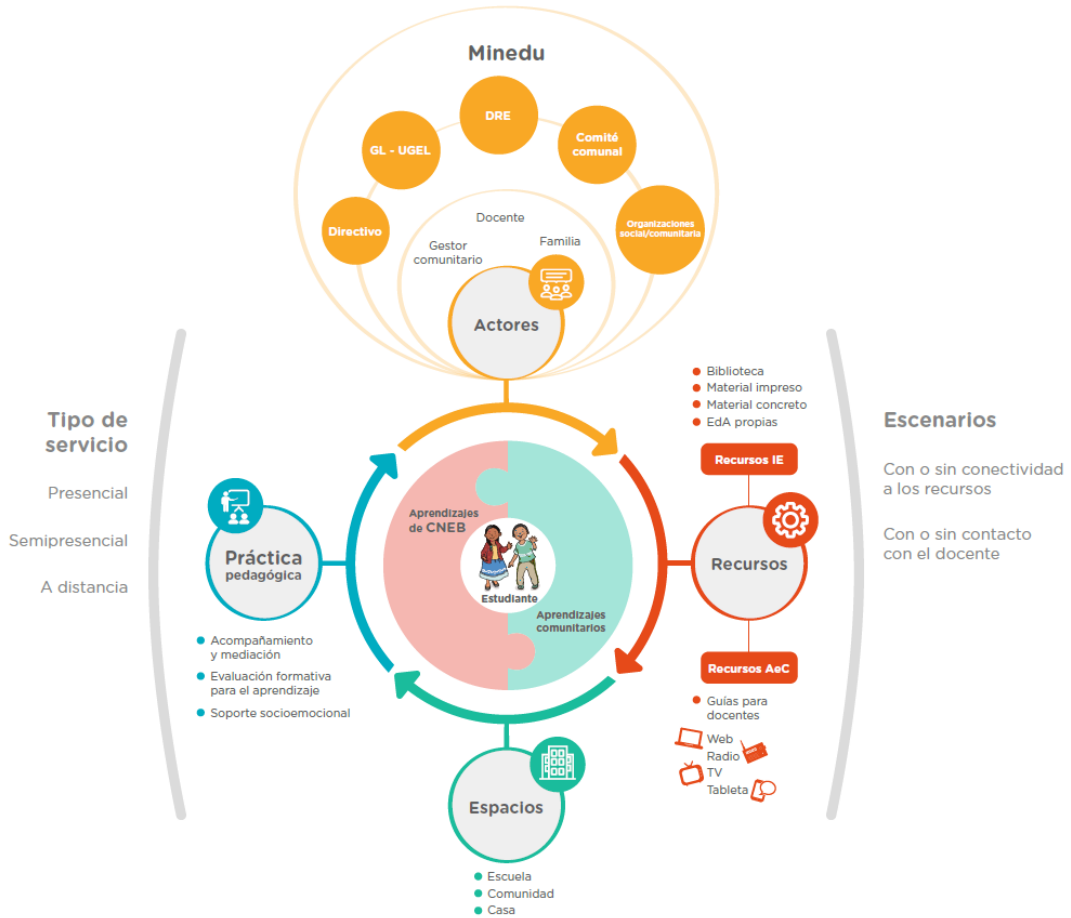 Minedu
DRE
GL - UGEL
Comité
comunal
Directivo
Organizaciones
social/comunitaria
Docente
Gestor
comunitario
Familia
Actores
Tipo de
servicio
Presencial
Semipresencial
A distancia
Práctica
pedagógica
Acompañamiento
y mediación
Evaluación formativa
para el aprendizaje
Soporte socioemocional
Aprendizajes
de CNEB
Estudiante
Aprendizajes
comunitarios
Biblioteca
Material impreso
Material concreto
EdA propias
Recursos IE
Recursos
Recursos AeC
Guías para
docentes
Web
Radio
TV
Tableta
Escenarios
Con o sin conectividad
a los recursos
Con o sin contacto
con el docente
Espacios
Escuela
Comunidad
Casa